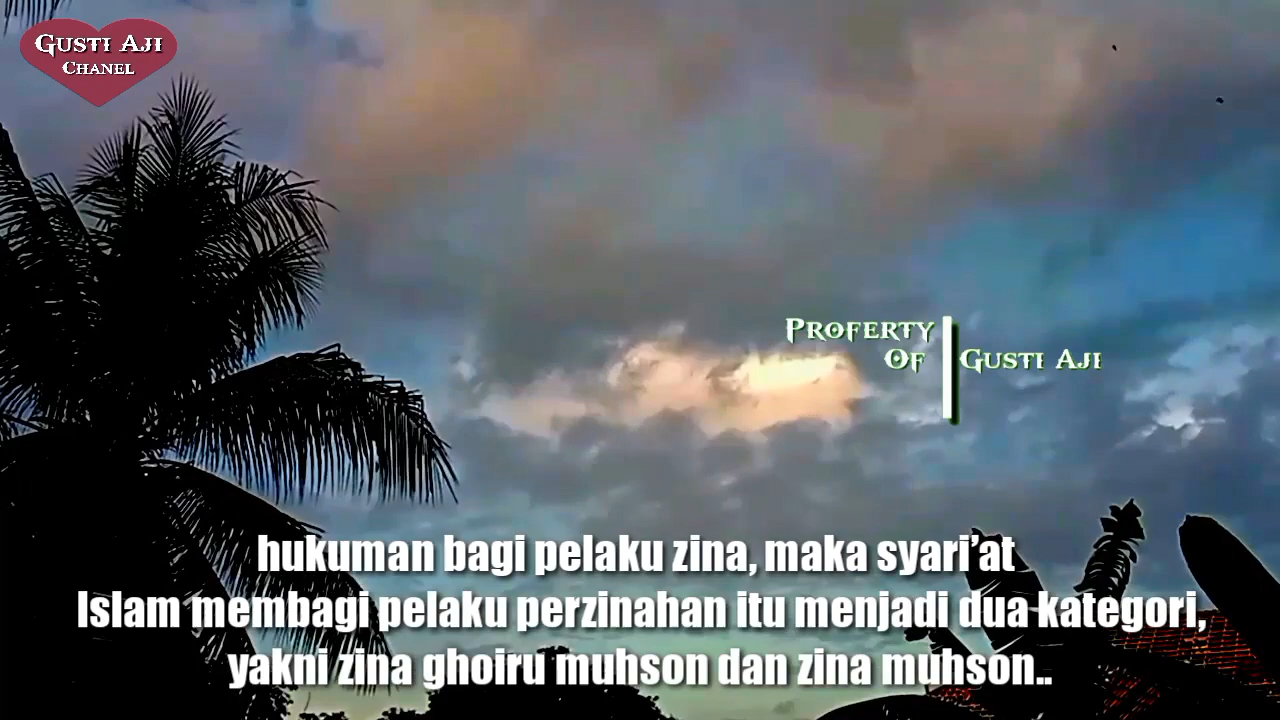 GUSTI AJI
CHANEL
PROFERTY
OF
GUSTI AJI
hukuman bagi pelaku zina, maka syari’at
Islam membagi pelaku perzinahan itu menjadi dua kategori,
yakni zina ghoiru muhson dan zina muhson..